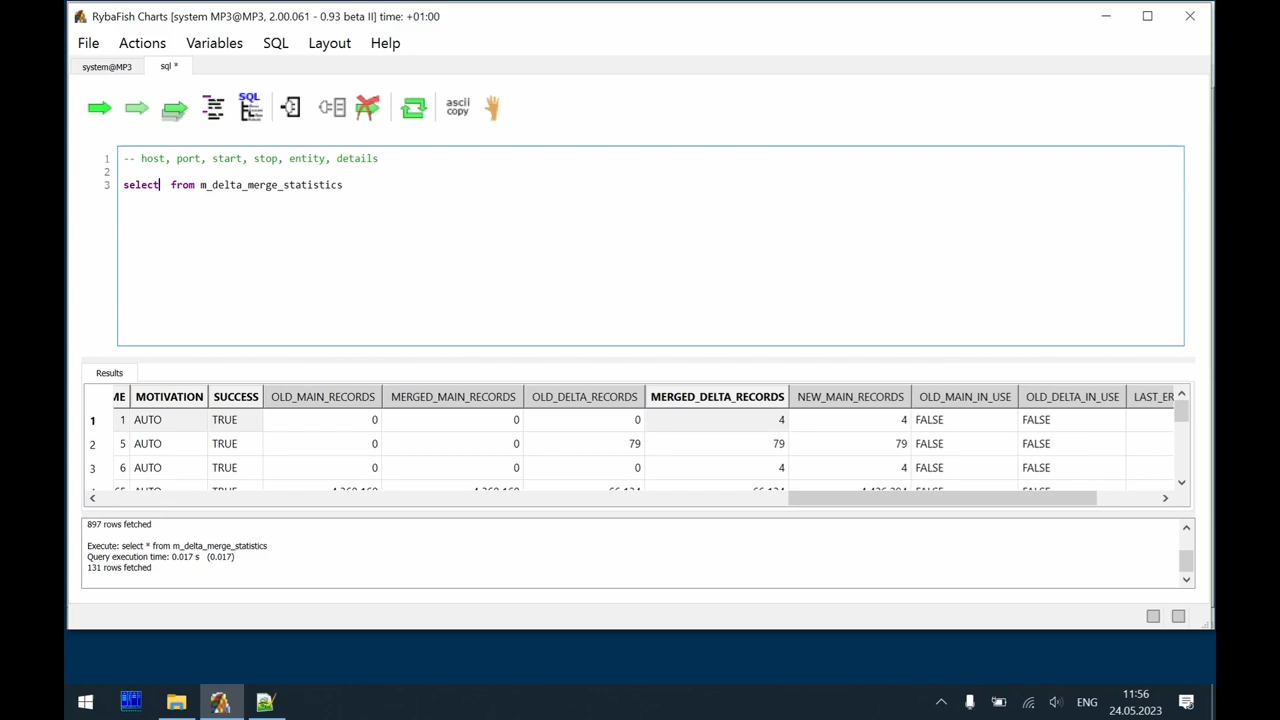 RybaFish Charts [system MP3@MP3, 2.00.061 - 0.93 beta II] time: +01:00
File Actions Variables SQL Layout Help
system@MP3 sql *
SQL
ascii copy
1 -- host, port, start, stop, entity, details
2
3 select from m_delta_merge_statistics
Results
ME MOTIVATION SUCCESS OLD_MAIN_RECORDS MERGED_MAIN_RECORDS OLD_DELTA_RECORDS MERGED_DELTA_RECORDS NEW_MAIN_RECORDS OLD_MAIN_IN_USE OLD_DELTA_IN_USE LAST_ER
1 1 AUTO TRUE 0 0 0 4 4 FALSE FALSE
2 5 AUTO TRUE 0 0 79 79 79 FALSE FALSE
3 6 AUTO TRUE 0 0 0 4 4 FALSE FALSE
897 rows fetched
Execute: select * from m_delta_merge_statistics
Query execution time: 0.017 s (0.017)
131 rows fetched
ENG
11:56
24.05.2023